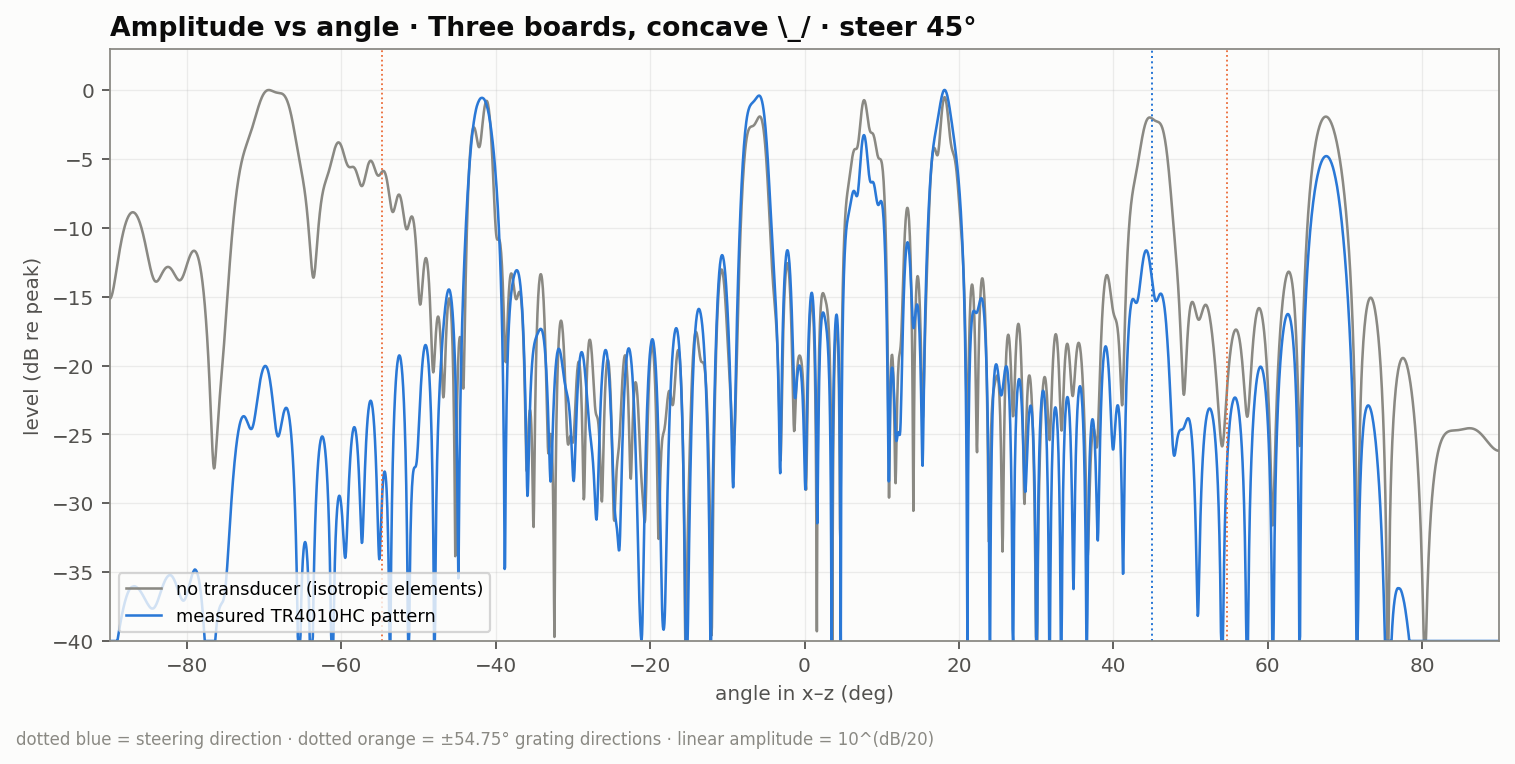 Amplitude vs angle · Three boards, concave \_/ · steer 45°
0
−5
−10
−15
−20
−25
−30
−35
−40
level (dB re peak)
no transducer (isotropic elements)
measured TR4010HC pattern
−80 −60 −40 −20 0 20 40 60 80
angle in x–z (deg)
dotted blue = steering direction · dotted orange = ±54.75° grating directions · linear amplitude = 10^(dB/20)